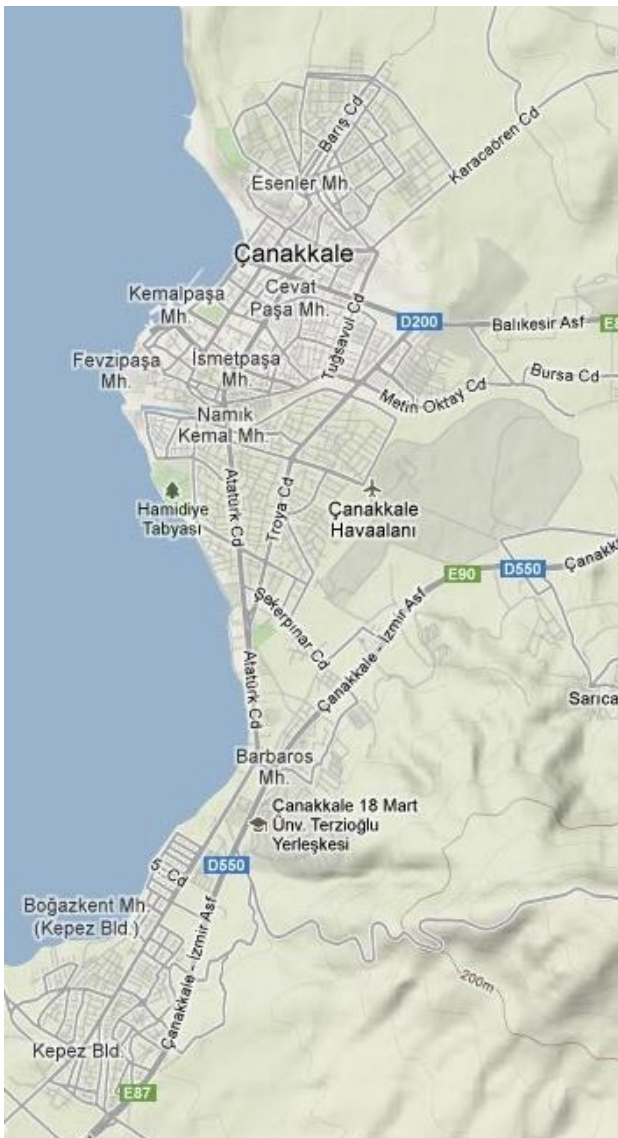 Barış Cd
Karacaören Cd
Esenler Mh.
Çanakkale
Cevat
Paşa Mh.
Kemalpaşa
Mh.
Tuğsavul Cd
D200
Balıkesir Asf
Fevzipaşa
Mh.
İsmetpaşa
Mh.
Bursa Cd
Metin Oktay Cd
Namık
Kemal Mh.
Atatürk Cd
Troya Cd
Hamidiye
Tabyası
Çanakkale
Havaalanı
E90
D550
Şekerpınar Cd
Çanakkale - İzmir Asf
Atatürk Cd
Barbaros
Mh.
Çanakkale 18 Mart
Ünv. Terzioğlu
Yerleşkesi
5. Cd
D550
Boğazkent Mh.
(Kepez Bld.)
Çanakkale - İzmir Asf
200m
Kepez Bld.
E87